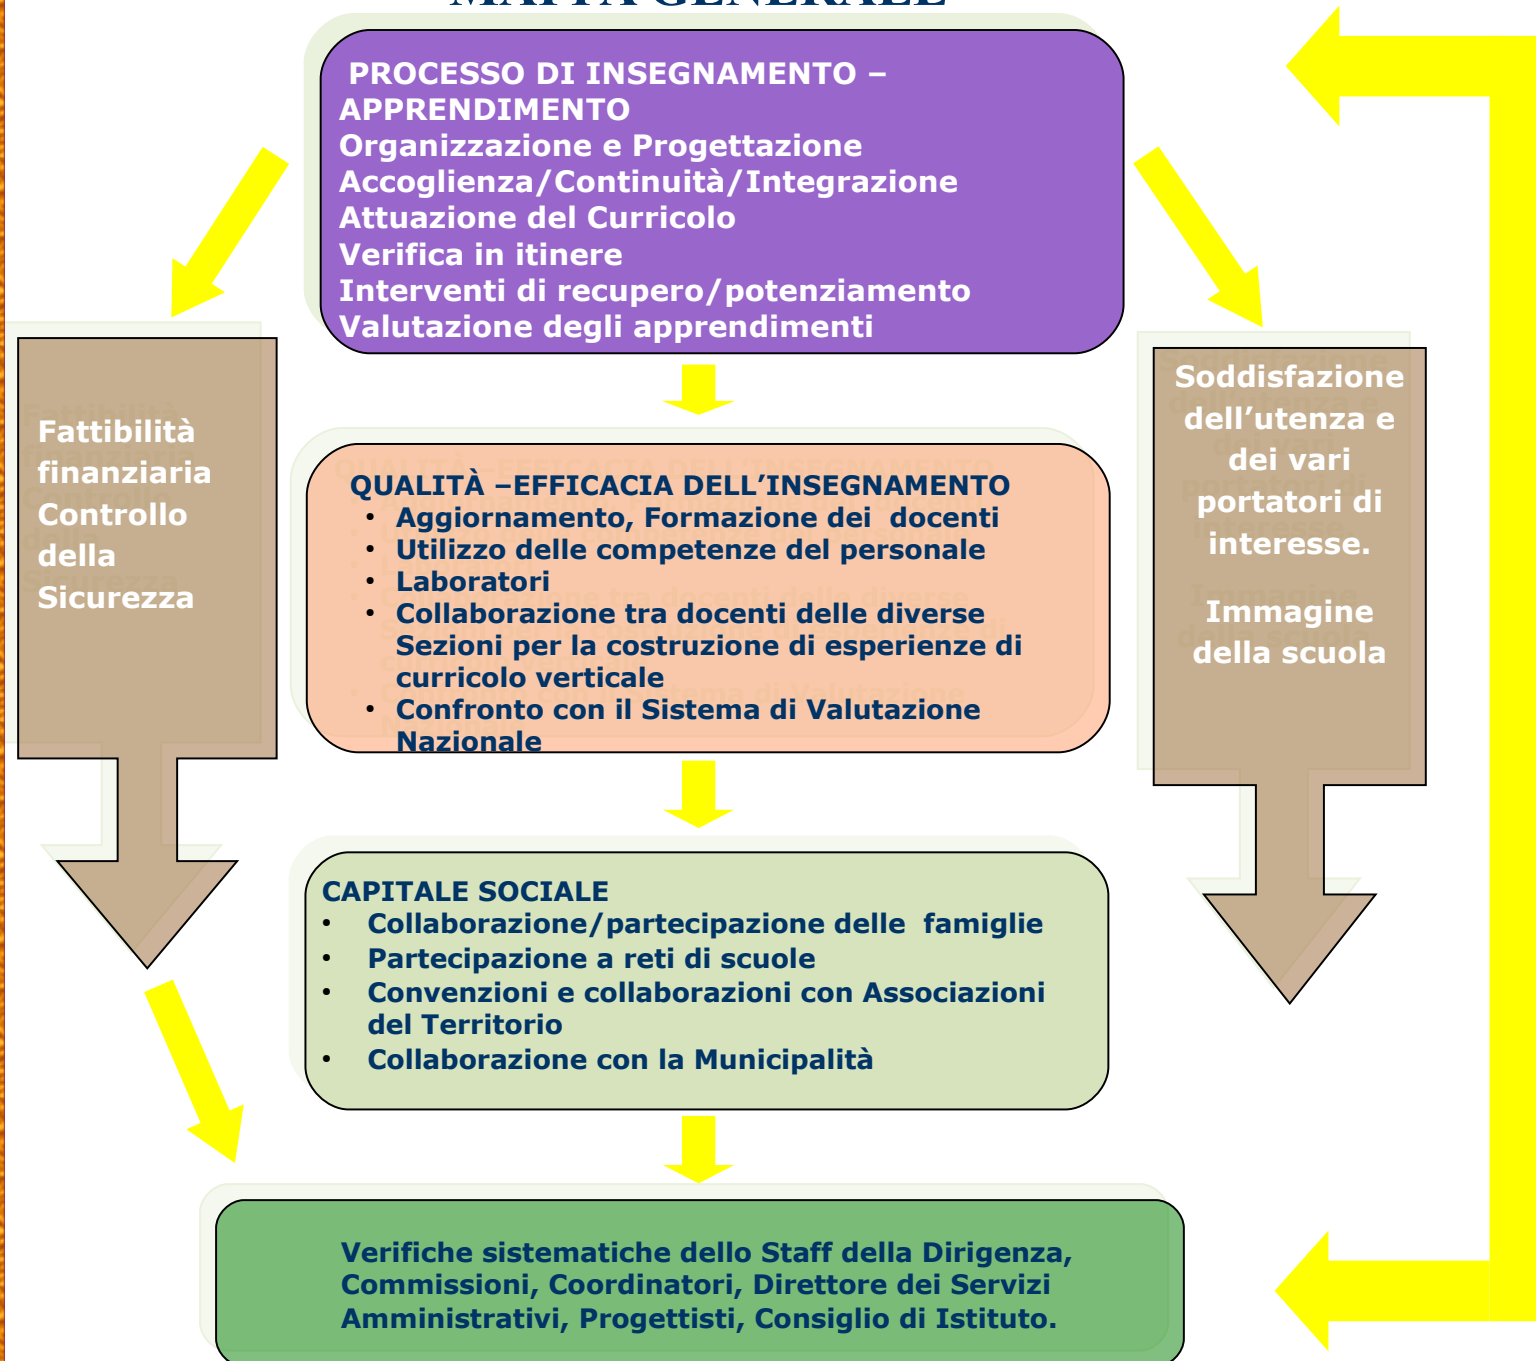 MAPPA GENERALE
PROCESSO DI INSEGNAMENTO –
APPRENDIMENTO
Organizzazione e Progettazione
Accoglienza/Continuità/Integrazione
Attuazione del Curricolo
Verifica in itinere
Interventi di recupero/potenziamento
Valutazione degli apprendimenti
Fattibilità
finanziaria
Controllo
della
Sicurezza
QUALITÀ –EFFICACIA DELL’INSEGNAMENTO
• Aggiornamento, Formazione dei docenti
• Utilizzo delle competenze del personale
• Laboratori
• Collaborazione tra docenti delle diverse
Sezioni per la costruzione di esperienze di
curricolo verticale
• Confronto con il Sistema di Valutazione
Nazionale
Soddisfazione
dell’utenza e
dei vari
portatori di
interesse.
Immagine
della scuola
CAPITALE SOCIALE
• Collaborazione/partecipazione delle famiglie
• Partecipazione a reti di scuole
• Convenzioni e collaborazioni con Associazioni
del Territorio
• Collaborazione con la Municipalità
Verifiche sistematiche dello Staff della Dirigenza,
Commissioni, Coordinatori, Direttore dei Servizi
Amministrativi, Progettisti, Consiglio di Istituto.